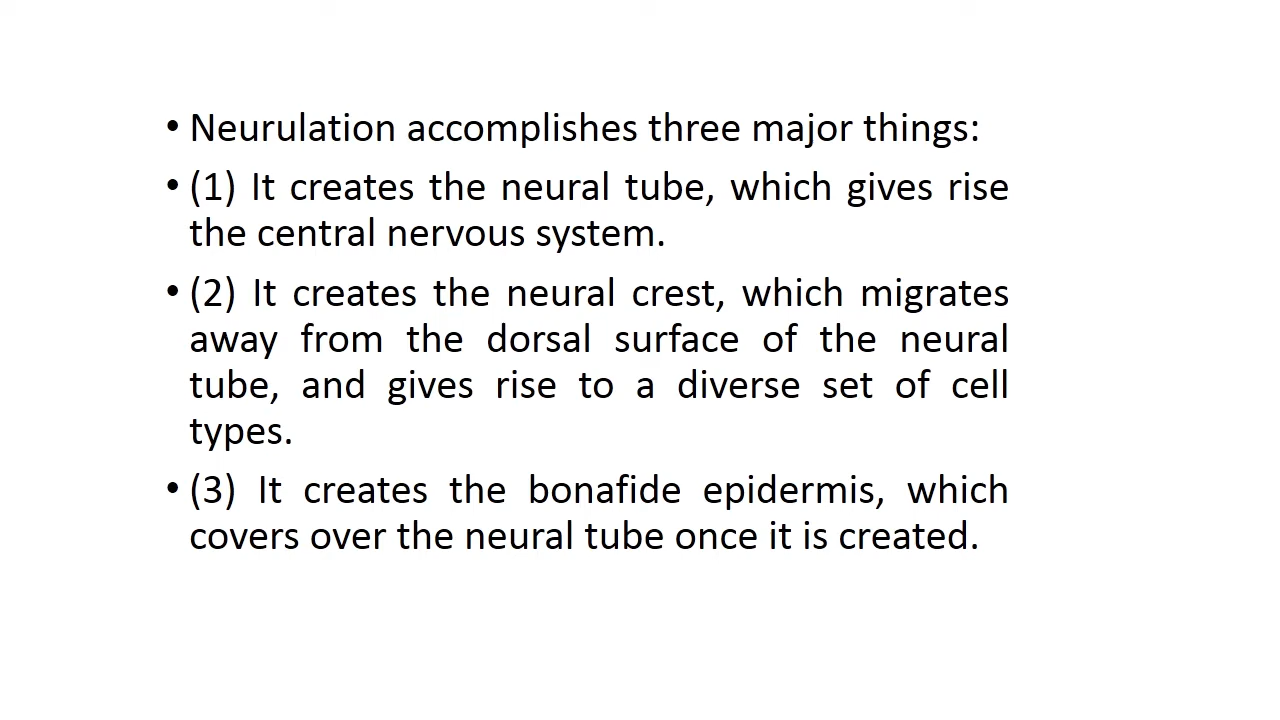 • Neurulation accomplishes three major things:
• (1) It creates the neural tube, which gives rise
the central nervous system.
• (2) It creates the neural crest, which migrates
away from the dorsal surface of the neural
tube, and gives rise to a diverse set of cell
types.
• (3) It creates the bonafide epidermis, which
covers over the neural tube once it is created.